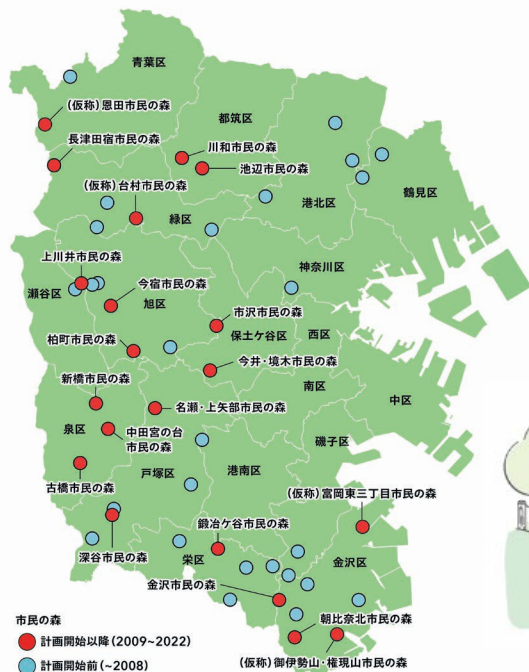 青葉区
(仮称)恩田市民の森
都筑区
長津田宿市民の森
川和市民の森
池辺市民の森
(仮称)台村市民の森
港北区
鶴見区
緑区
上川井市民の森
神奈川区
瀬谷区
今宿市民の森
旭区
市沢市民の森
保土ケ谷区
西区
柏町市民の森
今井・境木市民の森
新橋市民の森
南区
中区
名瀬・上矢部市民の森
泉区
中田宮の台
市民の森
磯子区
戸塚区
港南区
古橋市民の森
(仮称)富岡東三丁目市民の森
鍛冶ケ谷市民の森
深谷市民の森
栄区
金沢区
金沢市民の森
朝比奈北市民の森
(仮称)御伊勢山・権現山市民の森
市民の森
計画開始以降(2009~2022)
計画開始前(~2008)